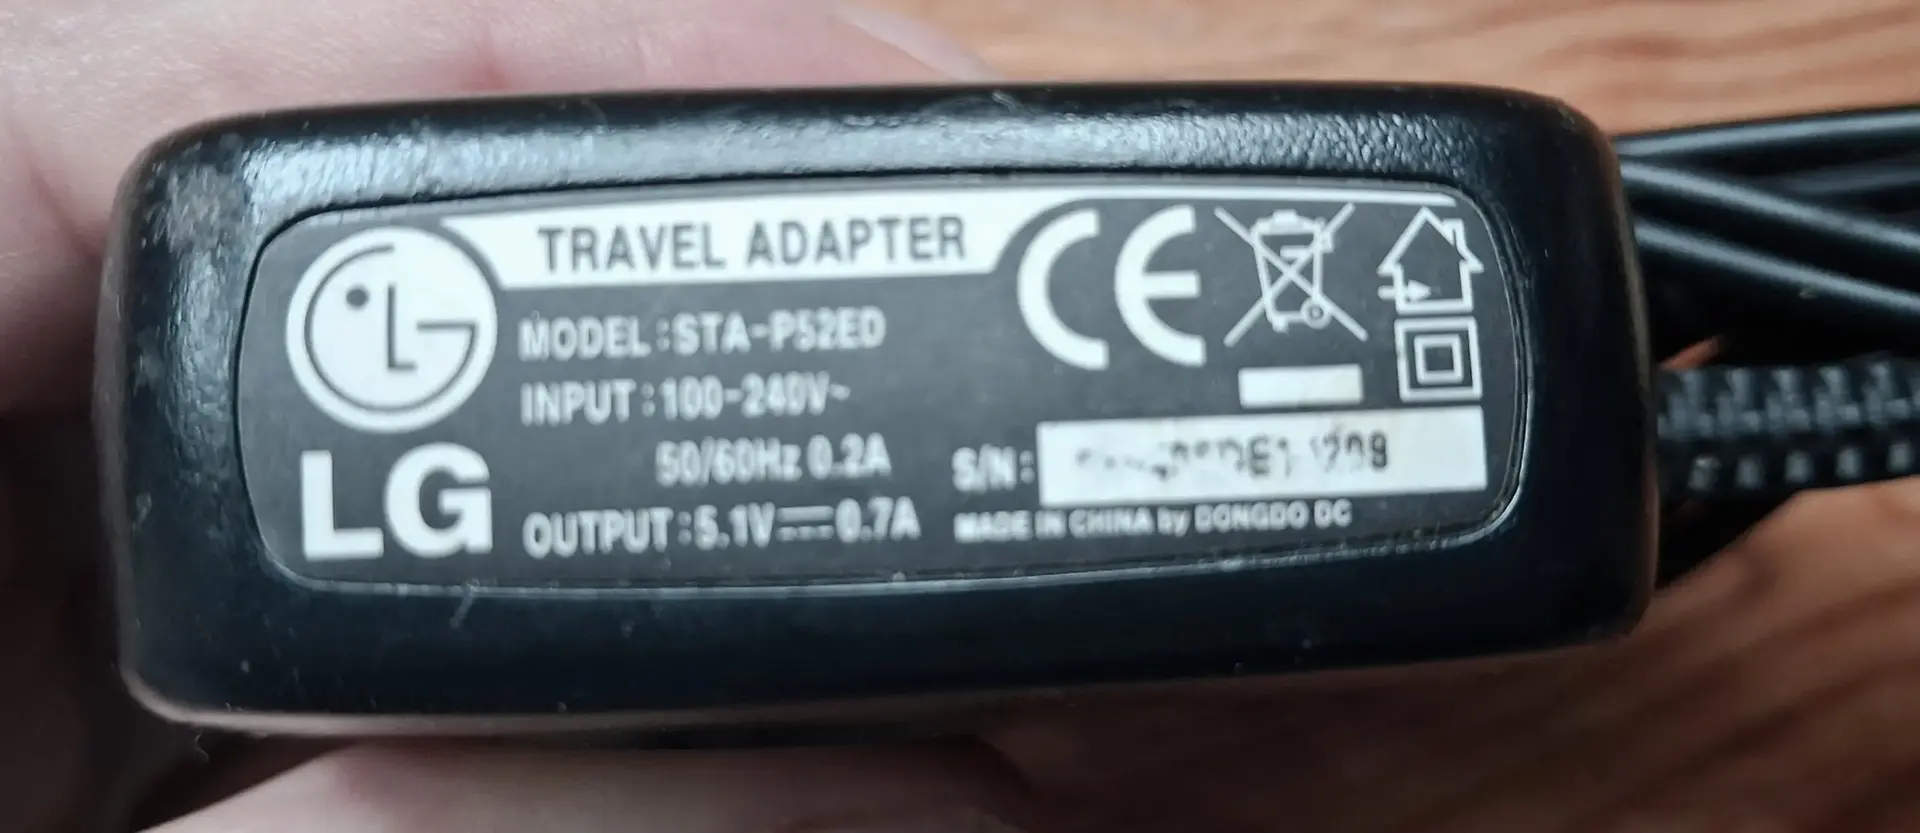 TRAVEL ADAPTER
LG
MODEL:STA-P52ED
INPUT:100-240V~
50/60Hz 0.2A
OUTPUT:5.1V⎓0.7A
CE
S/N:
MADE IN CHINA by DONGDO DC
LG